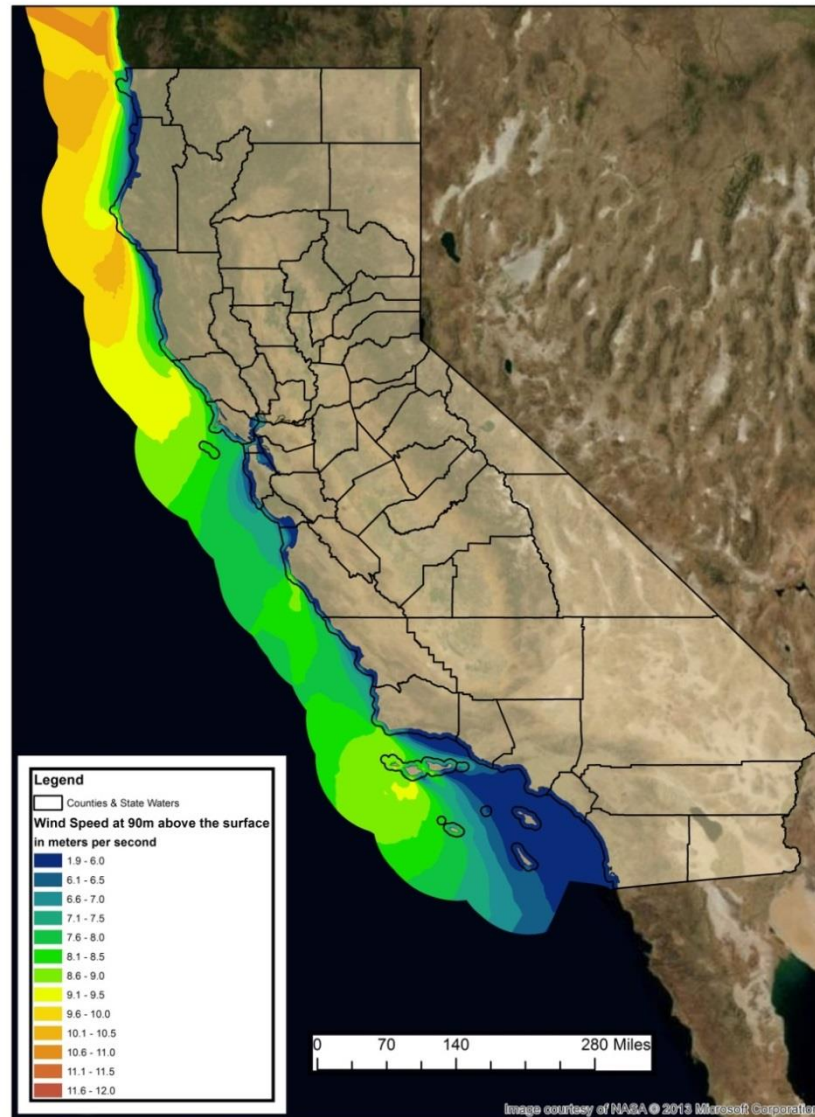 Legend
Counties & State Waters
Wind Speed at 90m above the surface
in meters per second
1.9 - 6.0
6.1 - 6.5
6.6 - 7.0
7.1 - 7.5
7.6 - 8.0
8.1 - 8.5
8.6 - 9.0
9.1 - 9.5
9.6 - 10.0
10.1 - 10.5
10.6 - 11.0
11.1 - 11.5
11.6 - 12.0
0 70 140 280 Miles
Image courtesy of NASA © 2013 Microsoft Corporation